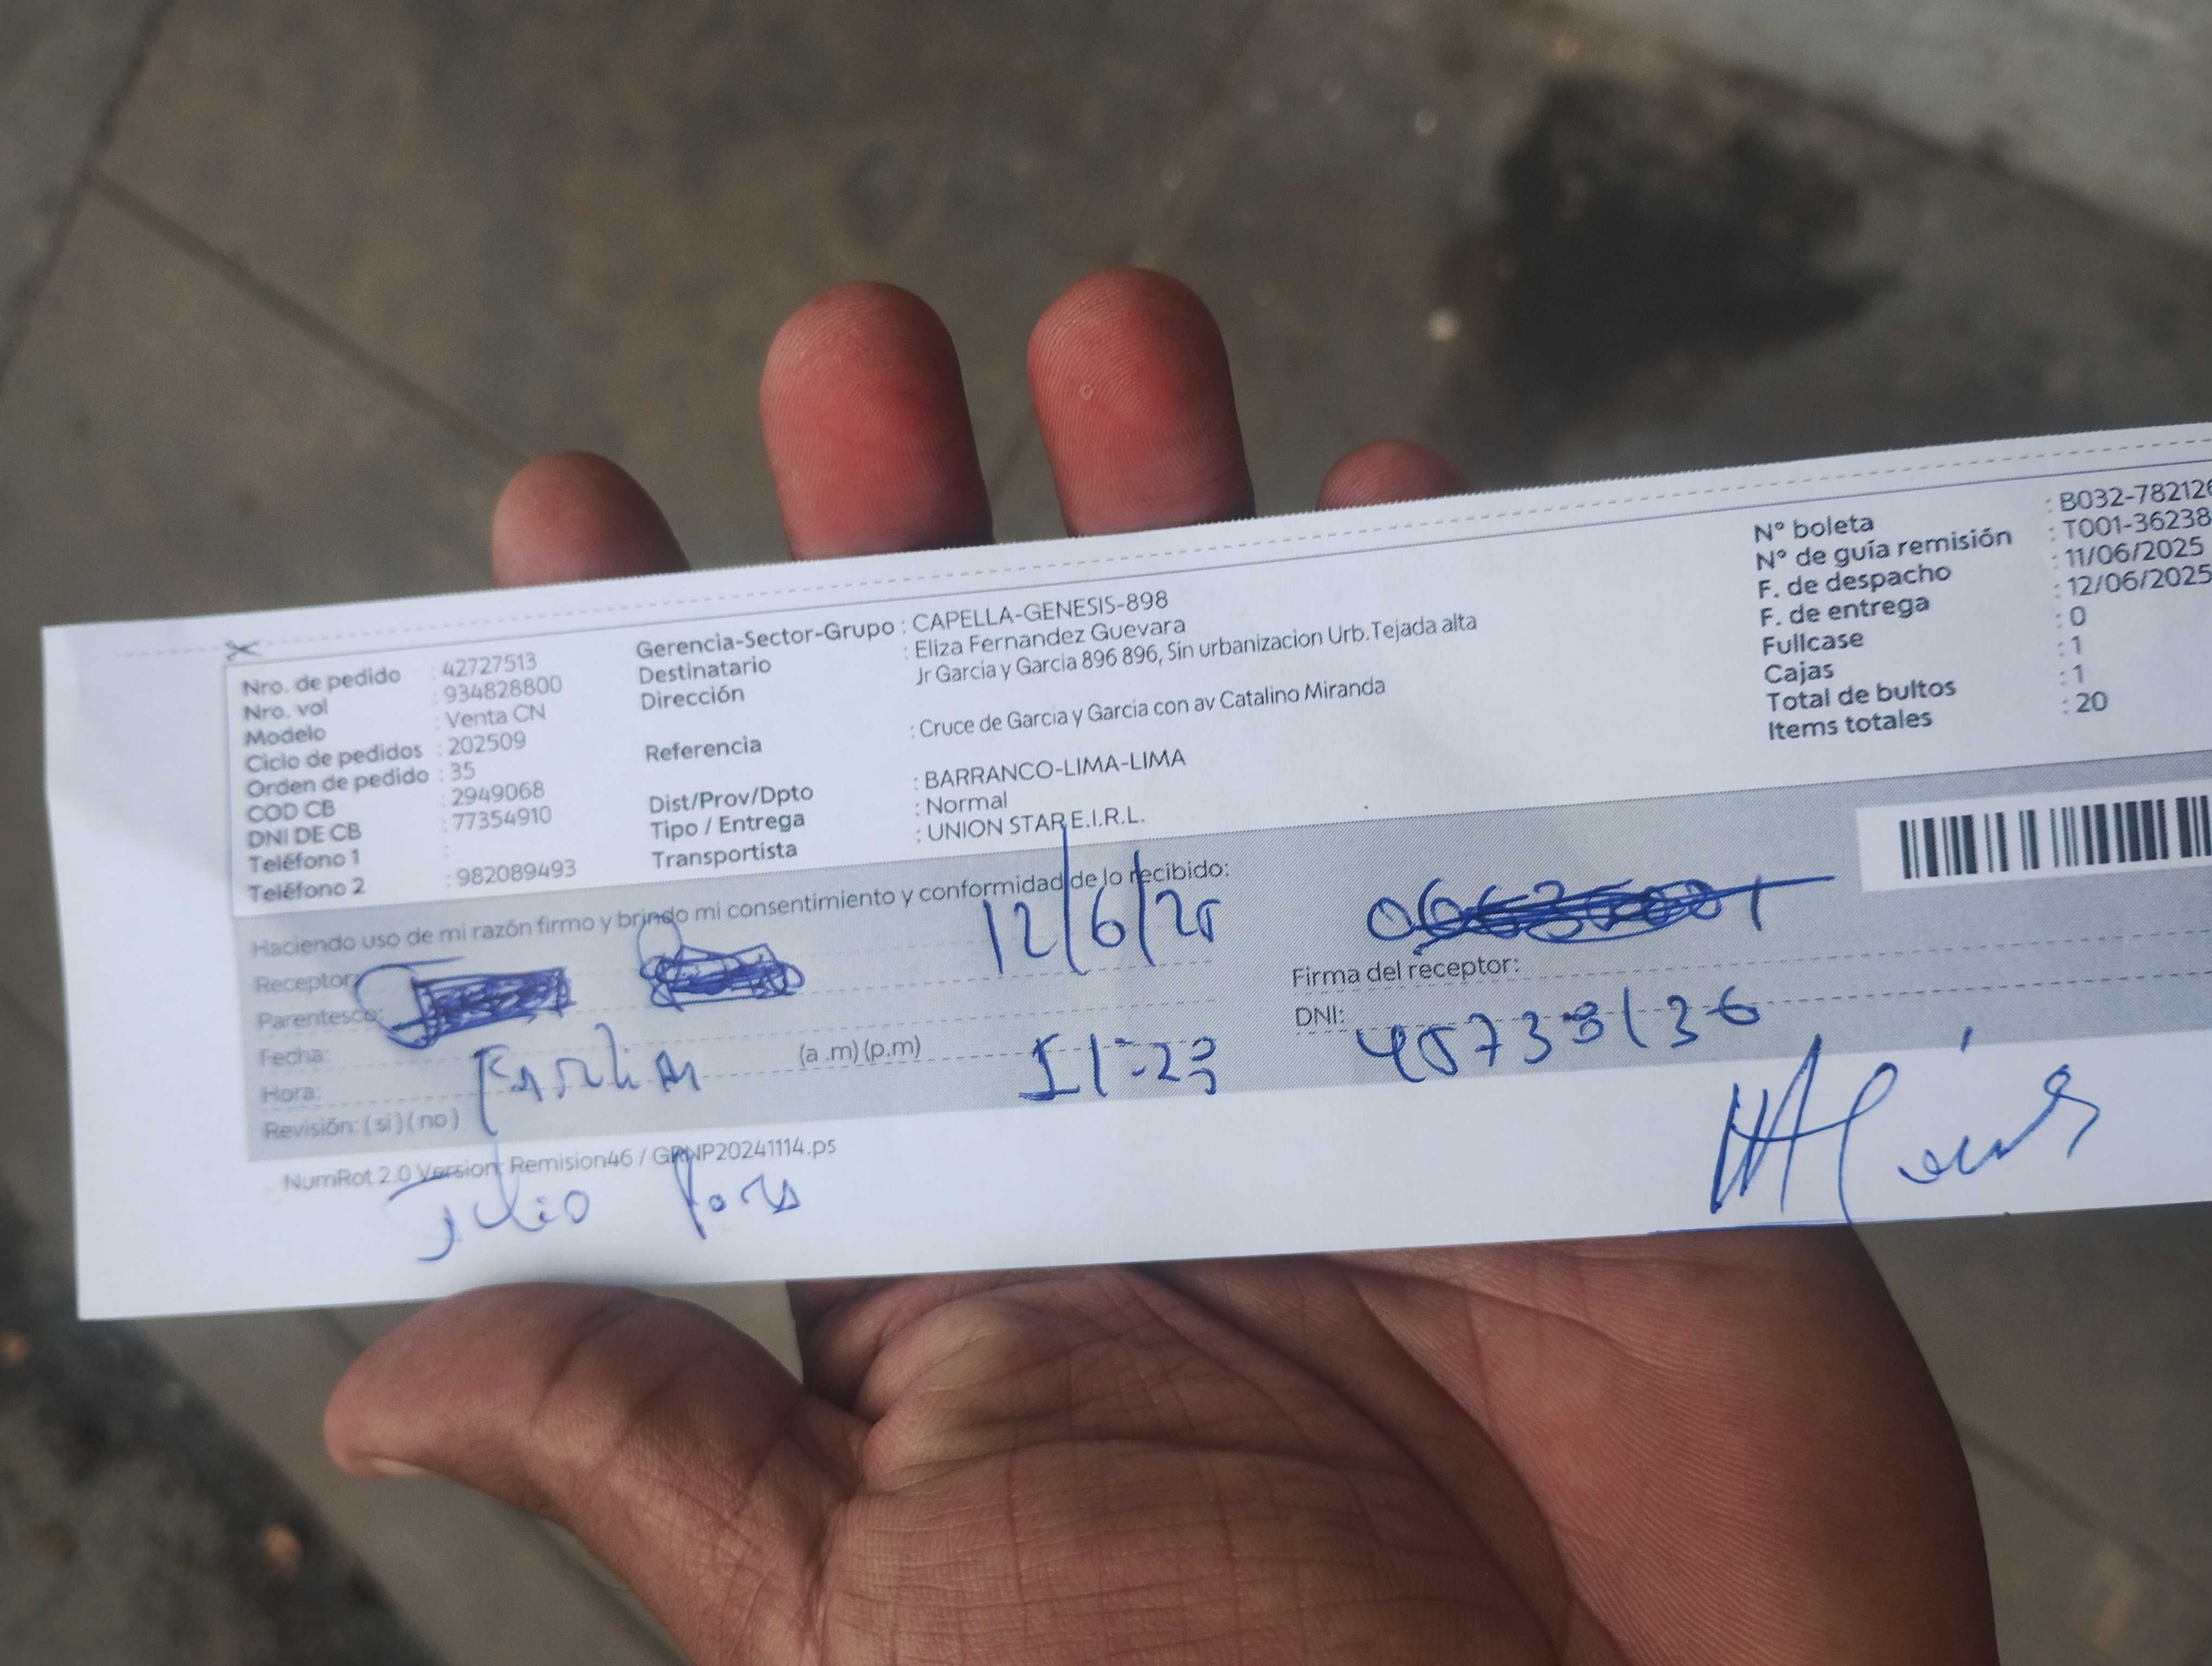 Nro. de pedido : 42727513
Nro. vol : 934828800
Modelo : Venta CN
Ciclo de pedidos : 202509
Orden de pedido : 35
COD CB : 2949068
DNI DE CB : 77354910
Teléfono 1 :
Teléfono 2 : 982089493
Gerencia-Sector-Grupo : CAPELLA-GENESIS-898
Destinatario : Eliza Fernandez Guevara
Dirección Jr Garcia y Garcia 896 896, Sin urbanizacion Urb.Tejada alta
Referencia : Cruce de Garcia y Garcia con av Catalino Miranda
Dist/Prov/Dpto : BARRANCO-LIMA-LIMA
Tipo / Entrega : Normal
Transportista : UNION STAR E.I.R.L.
N° boleta : B032-782126
N° de guía remisión : T001-36238
F. de despacho : 11/06/2025
F. de entrega : 12/06/2025
Fullcase : 0
Cajas : 1
Total de bultos : 1
Items totales : 20
Haciendo uso de mi razón firmo y brindo mi consentimiento y conformidad de lo recibido:
Receptor:
12/6/25
Parentesco:
Firma del receptor:
Fecha:
DNI: 45733136
Hora: (a .m) (p.m) 11:23
Revisión: ( si ) ( no )
NumRot 2.0 Version: Remision46 / GRNP20241114.ps
Julio